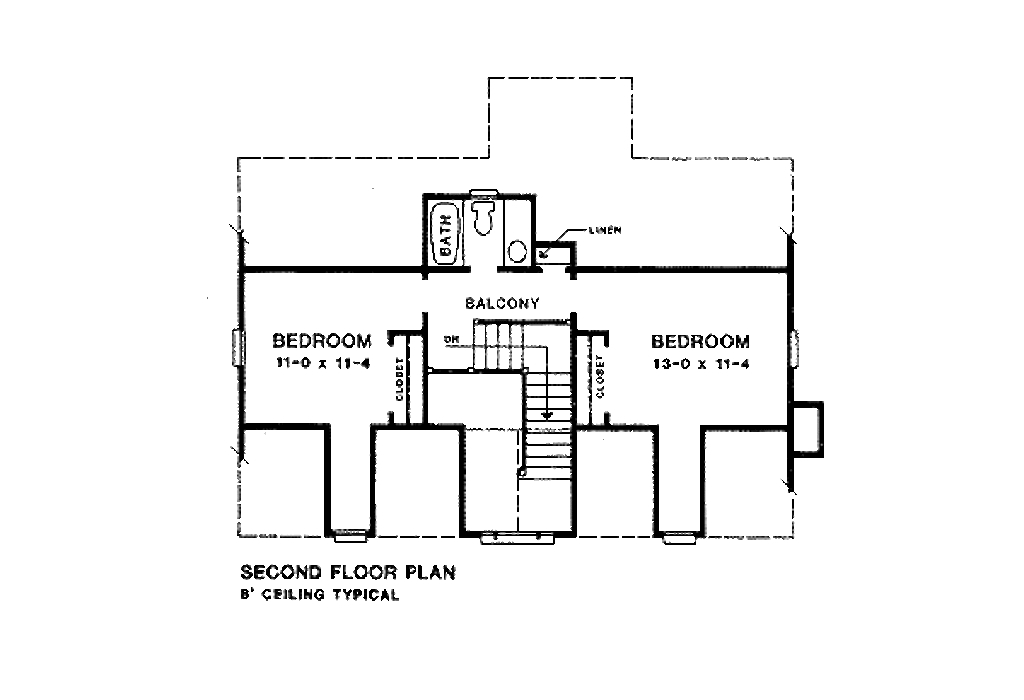 BATH
LINEN
BALCONY
DN
BEDROOM
11-0 x 11-4
CLOSET
CLOSET
BEDROOM
13-0 x 11-4
SECOND FLOOR PLAN
8' CEILING TYPICAL